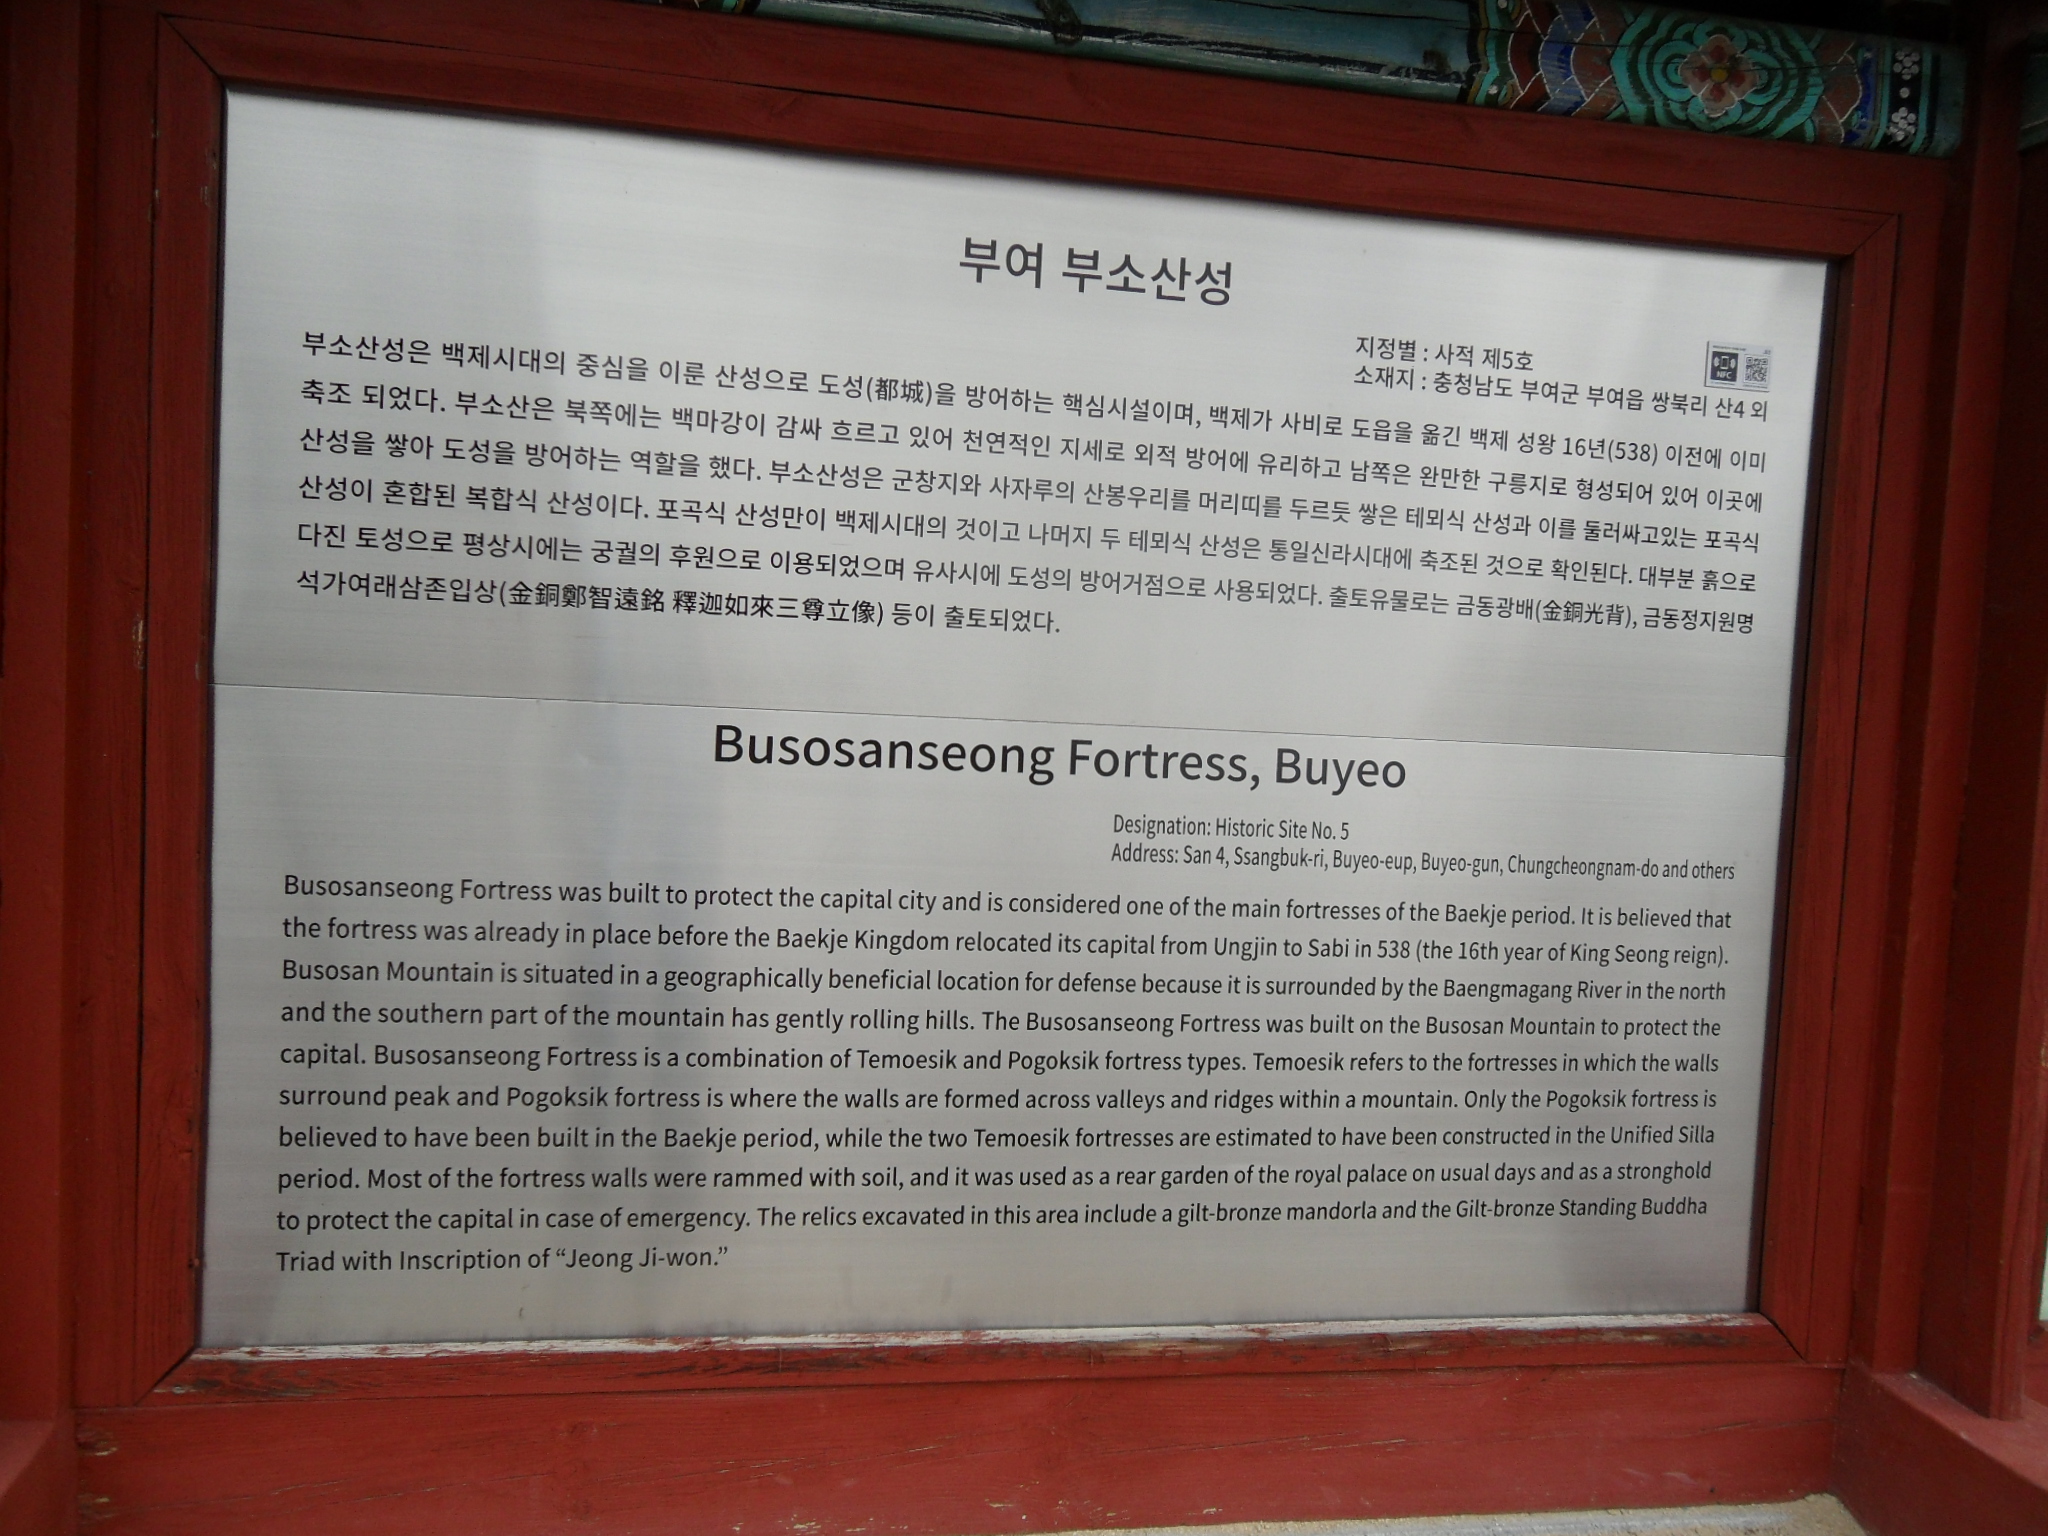 부여 부소산성
지정별 : 사적 제5호
소재지 : 충청남도 부여군 부여읍 쌍북리 산4 외
NFC
부소산성은 백제시대의 중심을 이룬 산성으로 도성(都城)을 방어하는 핵심시설이며, 백제가 사비로 도읍을 옮긴 백제 성왕 16년(538) 이전에 이미
축조 되었다. 부소산은 북쪽에는 백마강이 감싸 흐르고 있어 천연적인 지세로 외적 방어에 유리하고 남쪽은 완만한 구릉지로 형성되어 있어 이곳에
산성을 쌓아 도성을 방어하는 역할을 했다. 부소산성은 군창지와 사자루의 산봉우리를 머리띠를 두르듯 쌓은 테뫼식 산성과 이를 둘러싸고있는 포곡식
산성이 혼합된 복합식 산성이다. 포곡식 산성만이 백제시대의 것이고 나머지 두 테뫼식 산성은 통일신라시대에 축조된 것으로 확인된다. 대부분 흙으로
다진 토성으로 평상시에는 궁궐의 후원으로 이용되었으며 유사시에 도성의 방어거점으로 사용되었다. 출토유물로는 금동광배(金銅光背), 금동정지원명
석가여래삼존입상(金銅鄭智遠銘 釋迦如來三尊立像) 등이 출토되었다.
Busosanseong Fortress, Buyeo
Designation: Historic Site No. 5
Address: San 4, Ssangbuk-ri, Buyeo-eup, Buyeo-gun, Chungcheongnam-do and others
Busosanseong Fortress was built to protect the capital city and is considered one of the main fortresses of the Baekje period. It is believed that
the fortress was already in place before the Baekje Kingdom relocated its capital from Ungjin to Sabi in 538 (the 16th year of King Seong reign).
Busosan Mountain is situated in a geographically beneficial location for defense because it is surrounded by the Baengmagang River in the north
and the southern part of the mountain has gently rolling hills. The Busosanseong Fortress was built on the Busosan Mountain to protect the
capital. Busosanseong Fortress is a combination of Temoesik and Pogoksik fortress types. Temoesik refers to the fortresses in which the walls
surround peak and Pogoksik fortress is where the walls are formed across valleys and ridges within a mountain. Only the Pogoksik fortress is
believed to have been built in the Baekje period, while the two Temoesik fortresses are estimated to have been constructed in the Unified Silla
period. Most of the fortress walls were rammed with soil, and it was used as a rear garden of the royal palace on usual days and as a stronghold
to protect the capital in case of emergency. The relics excavated in this area include a gilt-bronze mandorla and the Gilt-bronze Standing Buddha
Triad with Inscription of “Jeong Ji-won.”